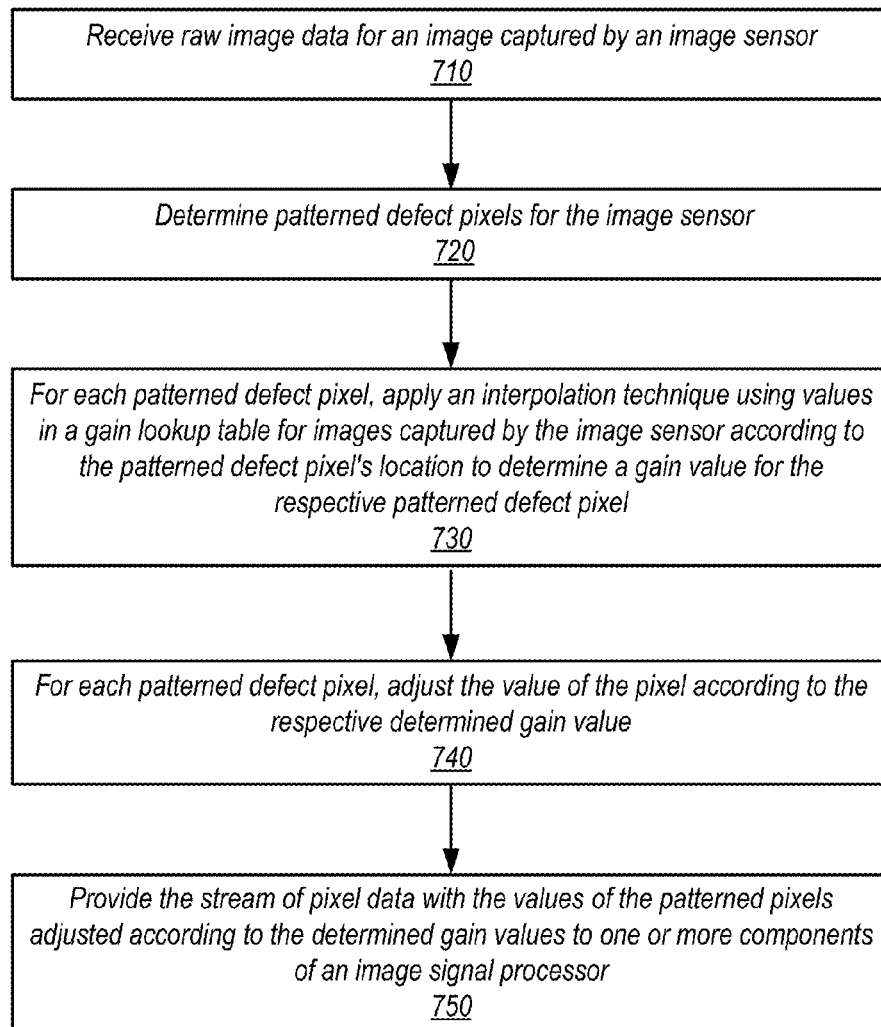 Receive raw image data for an image captured by an image sensor
710
Determine patterned defect pixels for the image sensor
720
For each patterned defect pixel, apply an interpolation technique using values
in a gain lookup table for images captured by the image sensor according to
the patterned defect pixel's location to determine a gain value for the
respective patterned defect pixel
730
For each patterned defect pixel, adjust the value of the pixel according to the
respective determined gain value
740
Provide the stream of pixel data with the values of the patterned pixels
adjusted according to the determined gain values to one or more components
of an image signal processor
750